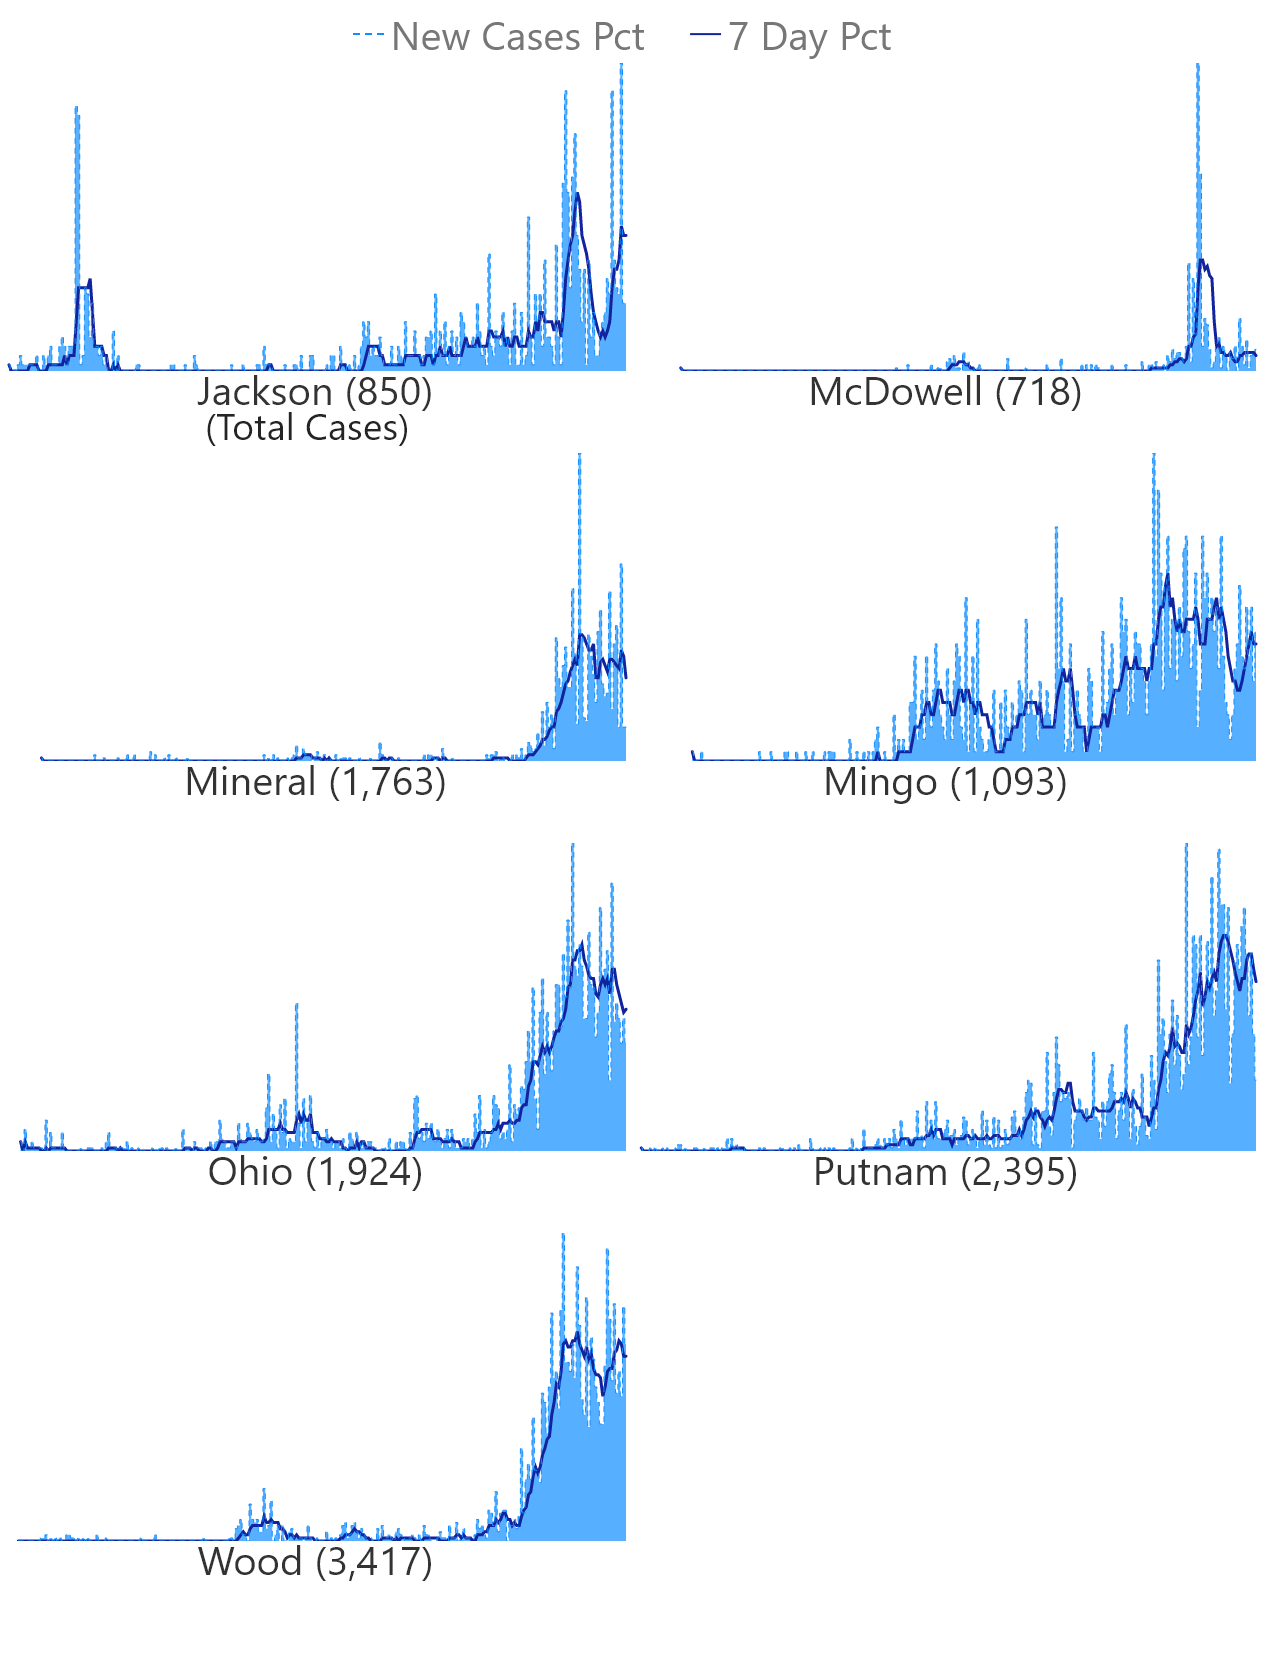 New Cases Pct 7 Day Pct
Jackson (850) McDowell (718)
(Total Cases)
Mineral (1,763) Mingo (1,093)
Ohio (1,924) Putnam (2,395)
Wood (3,417)